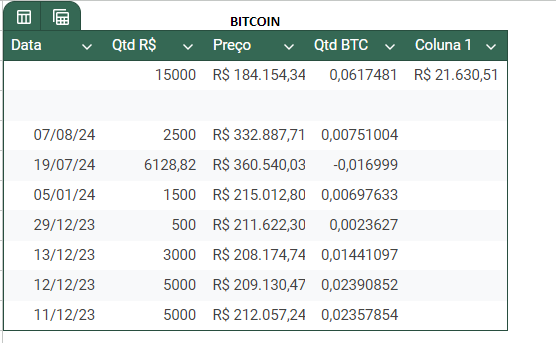 BITCOIN
Data Qtd R$ Preço Qtd BTC Coluna 1
15000 R$ 184.154,34 0,0617481 R$ 21.630,51
07/08/24 2500 R$ 332.887,71 0,00751004
19/07/24 6128,82 R$ 360.540,03 -0,016999
05/01/24 1500 R$ 215.012,80 0,00697633
29/12/23 500 R$ 211.622,30 0,0023627
13/12/23 3000 R$ 208.174,74 0,01441097
12/12/23 5000 R$ 209.130,47 0,02390852
11/12/23 5000 R$ 212.057,24 0,02357854